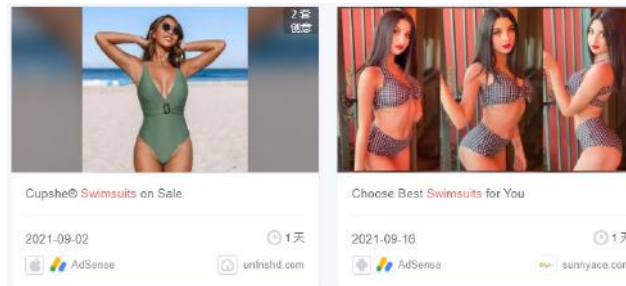 2套
创意
Cupshe® Swimsuits on Sale
2021-09-02
1天
AdSense
unfnshd.com
Choose Best Swimsuits for You
2021-09-16
1天
AdSense
sunnyace.com